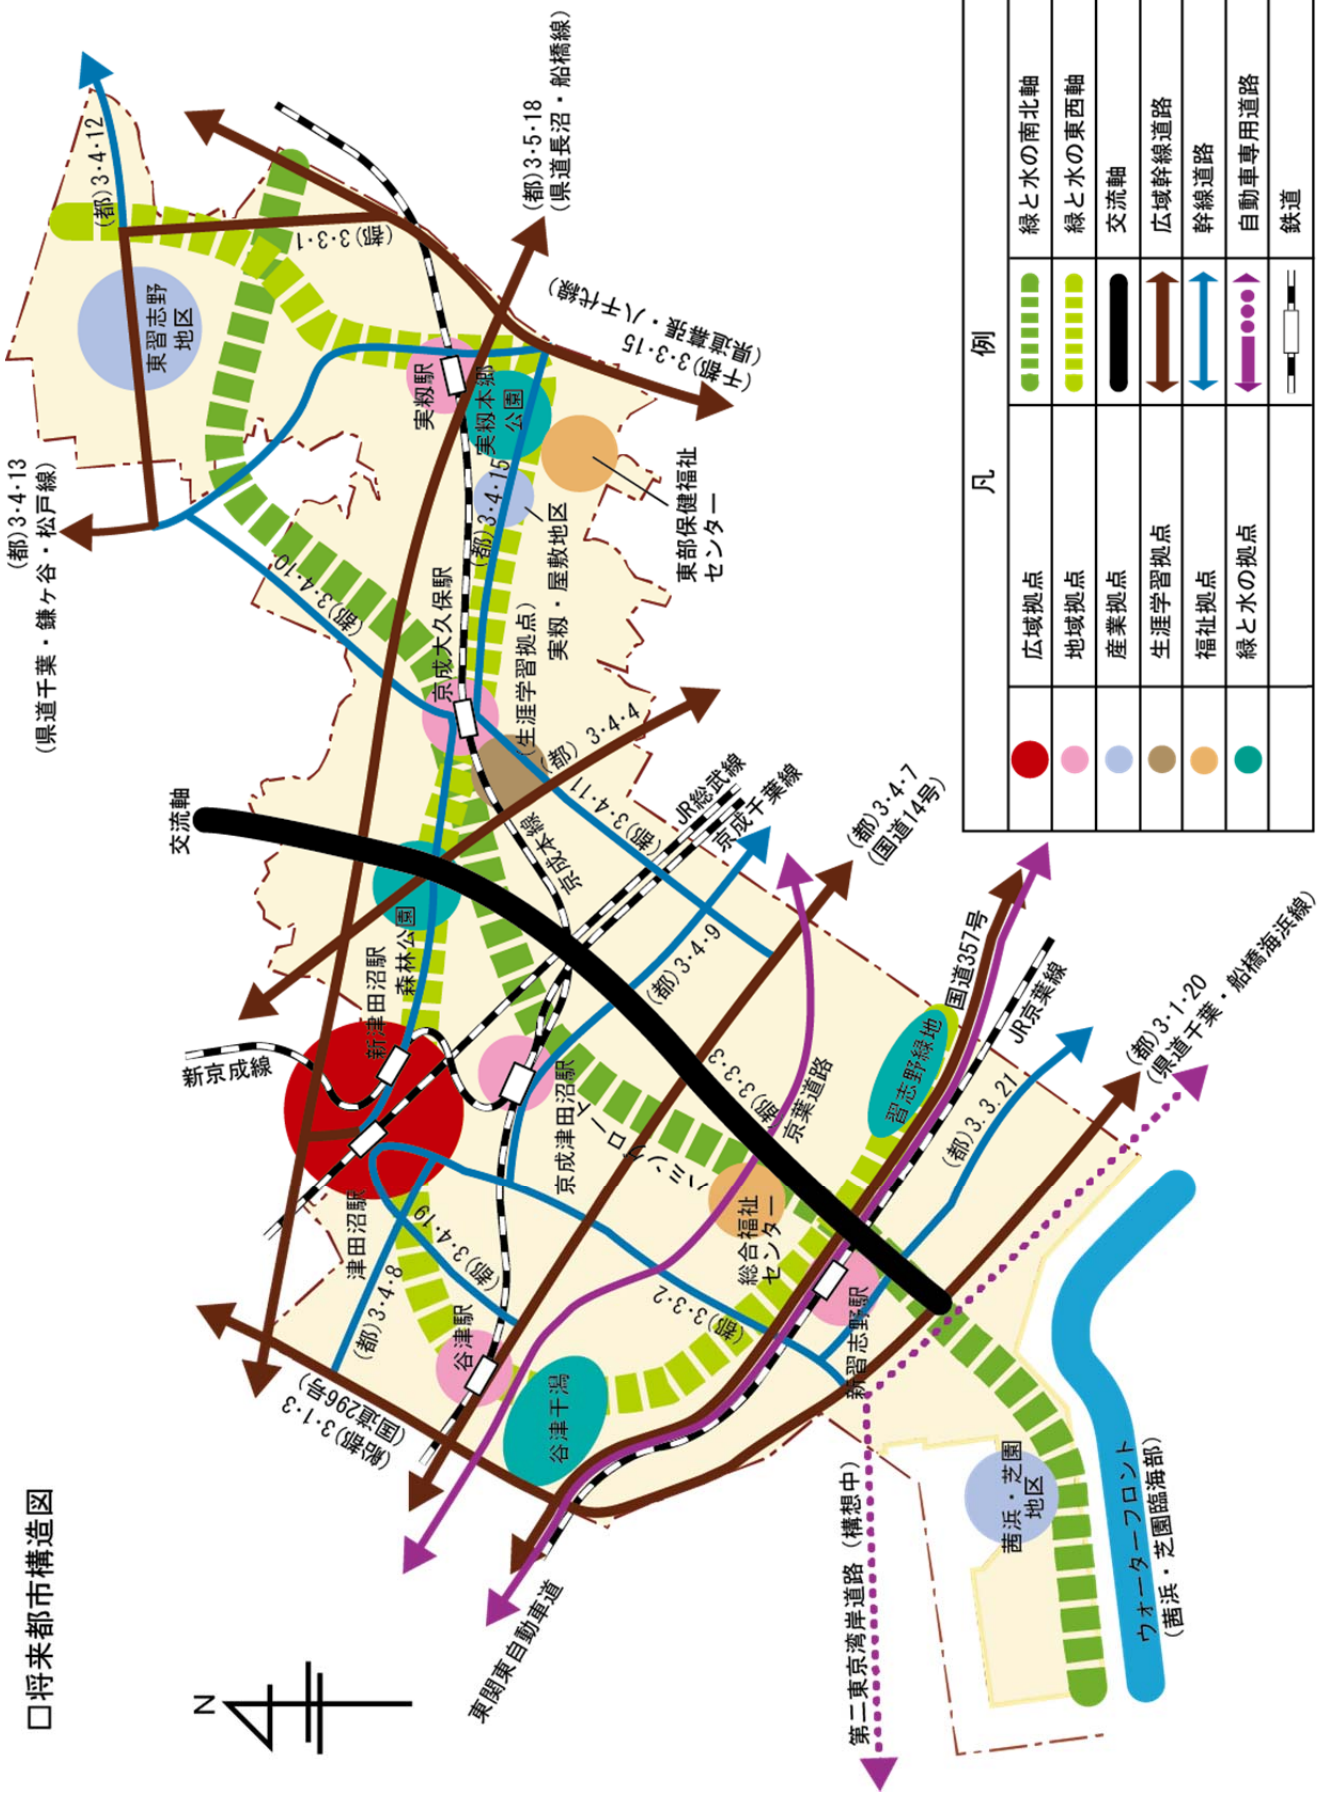 □将来都市構造図
N
(都)3・4・13
(県道千葉・鎌ヶ谷・松戸線)
(都)3・4・12
東習志野
地区
(都)3・3・1
(都)3・5・18
(県道長沼・船橋線)
(千都)3・3・15
(県道幕張・八千代線)
実籾駅
実籾本郷
公園
(都)3・4・15
実籾・屋敷地区
東部保健福祉
センター
(都)3・4・10
京成大久保駅
(生涯学習拠点)
(都) 3・4・4
(都)3・4・11
交流軸
京成本線
JR総武線
京成千葉線
森林公園
新津田沼駅
新京成線
津田沼駅
京成津田沼駅
ハミングロード
(都)3・4・9
(都)3・4・7
(国道14号)
(都)3・3・3
京葉道路
(都)3・4・19
(都)3・4・8
(船都)3・1・3
(国道296号)
谷津駅
谷津干潟
(都)3・3・2
総合福祉
センター
習志野緑地
国道357号
JR京葉線
(都)3.3.21
(都)3・1・20
(県道千葉・船橋海浜線)
新習志野駅
東関東自動車道
第二東京湾岸道路 (構想中)
茜浜・芝園
地区
ウォーターフロント
(茜浜・芝園臨海部)
凡例
広域拠点
緑と水の南北軸
地域拠点
緑と水の東西軸
産業拠点
交流軸
生涯学習拠点
広域幹線道路
福祉拠点
幹線道路
緑と水の拠点
自動車専用道路
鉄道